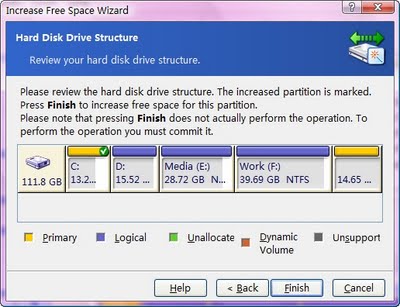 Increase Free Space Wizard
Hard Disk Drive Structure
Review your hard disk drive structure.
Please review the hard disk drive structure. The increased partition is marked.
Press Finish to increase free space for this partition.
Please note that pressing Finish does not actually perform the operation. To
perform the operation you must commit it.
111.8 GB
C:
13.2...
D:
15.52 ...
Media (E:)
28.72 GB N...
Work (F:)
39.69 GB NTFS
14.65 ...
Primary
Logical
Unallocate
Dynamic
Volume
Unsupport
Help
< Back
Finish
Cancel